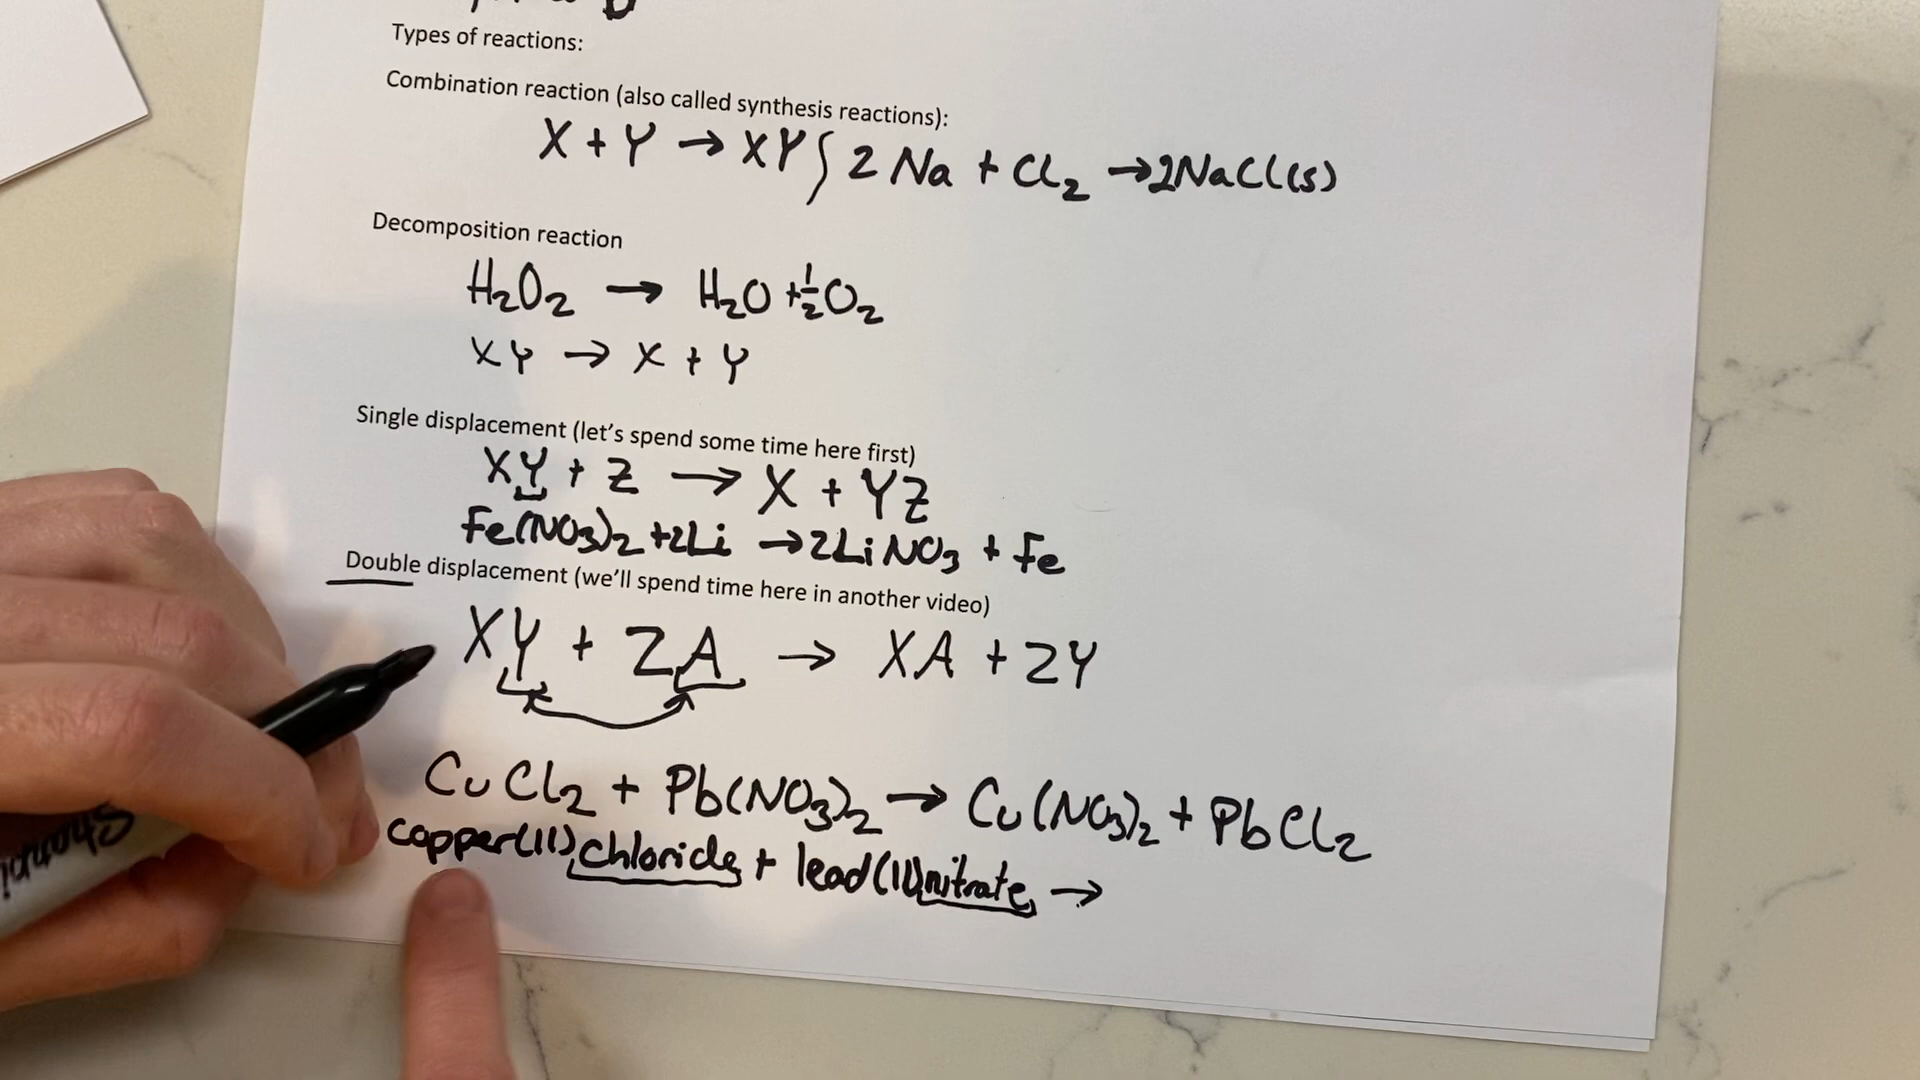 Types of reactions:
Combination reaction (also called synthesis reactions):
X + Y → XY ∫ 2 Na + Cl₂ → 2NaCl(s)
Decomposition reaction
H₂O₂ → H₂O + ½O₂
XY → X + Y
Single displacement (let's spend some time here first)
XY + Z → X + YZ
Fe(NO₃)₂ + 2Li → 2LiNO₃ + Fe
Double displacement (we'll spend time here in another video)
XY + ZA → XA + ZY
CuCl₂ + Pb(NO₃)₂ → Cu(NO₃)₂ + PbCl₂
copper(II) chloride + lead(II) nitrate →
Sharpie